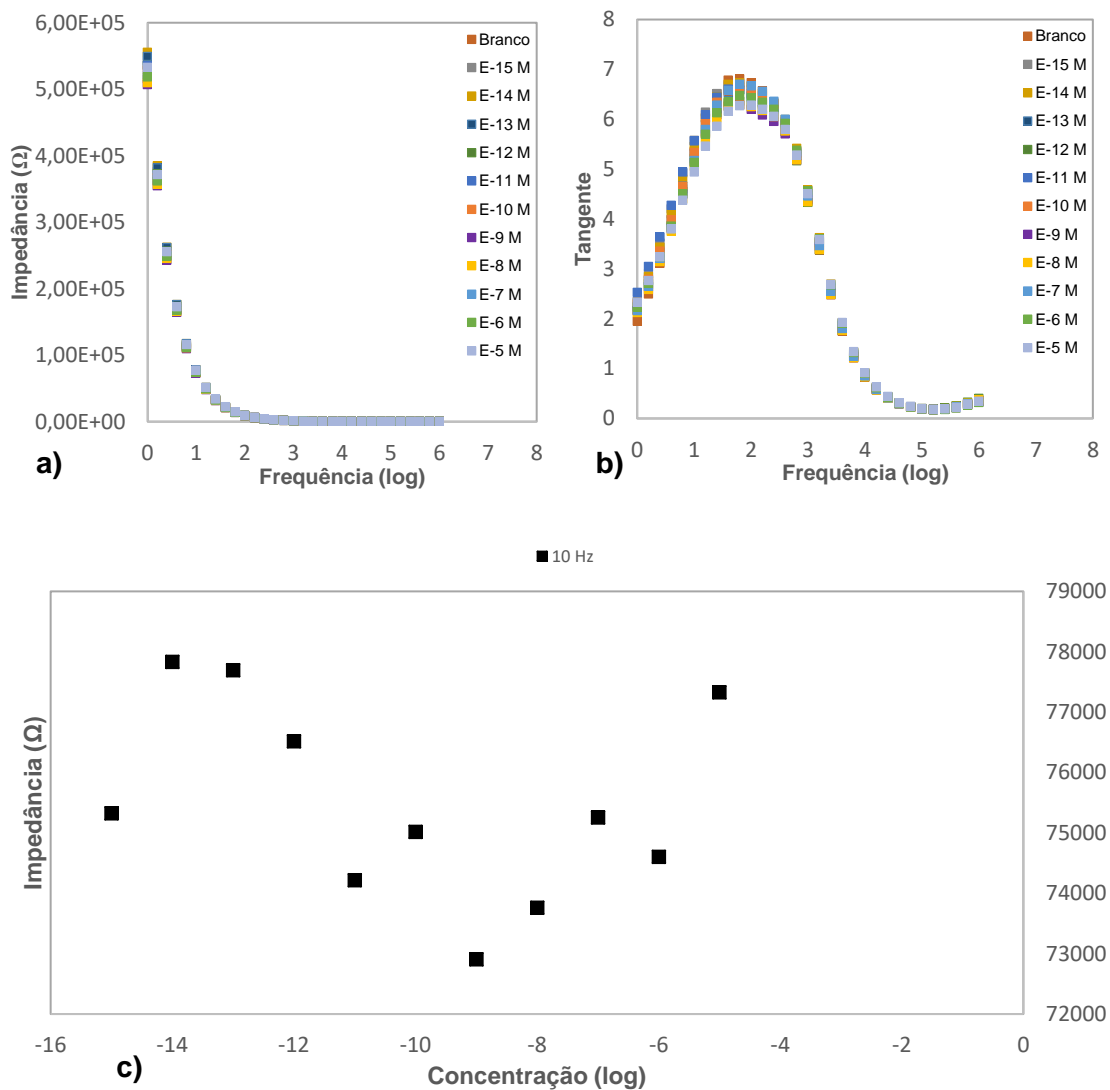 6,00E+05
5,00E+05
4,00E+05
3,00E+05
2,00E+05
1,00E+05
0,00E+00
Impedância (Ω)
0 1 2 3 4 5 6 7 8
Frequência (log)
a)
Branco
E-15 M
E-14 M
E-13 M
E-12 M
E-11 M
E-10 M
E-9 M
E-8 M
E-7 M
E-6 M
E-5 M
8
7
6
5
4
3
2
1
0
Tangente
0 1 2 3 4 5 6 7 8
Frequência (log)
b)
Branco
E-15 M
E-14 M
E-13 M
E-12 M
E-11 M
E-10 M
E-9 M
E-8 M
E-7 M
E-6 M
E-5 M
10 Hz
79000
78000
77000
76000
75000
74000
73000
72000
Impedância (Ω)
-16 -14 -12 -10 -8 -6 -4 -2 0
c)
Concentração (log)